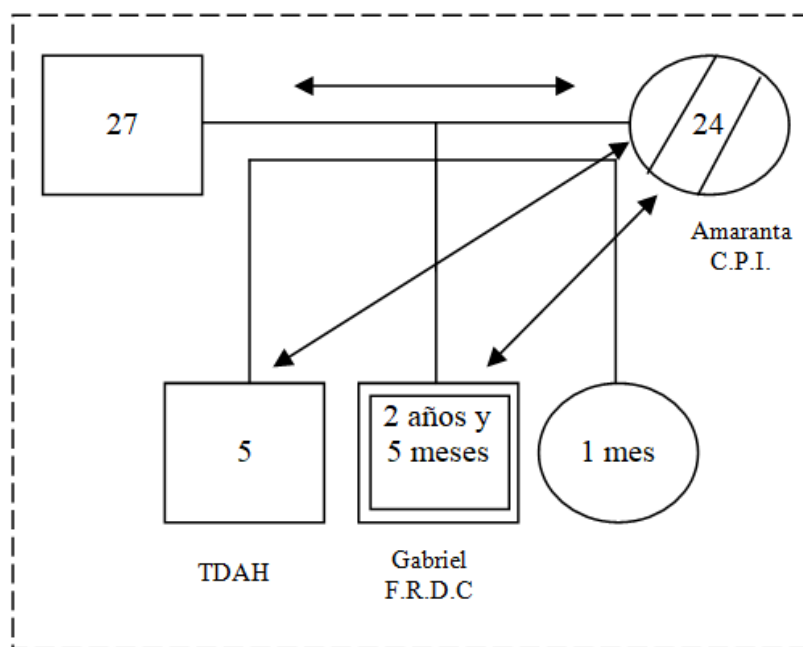 27
24
Amaranta
C.P.I.
5
2 años y
5 meses
1 mes
TDAH
Gabriel
F.R.D.C